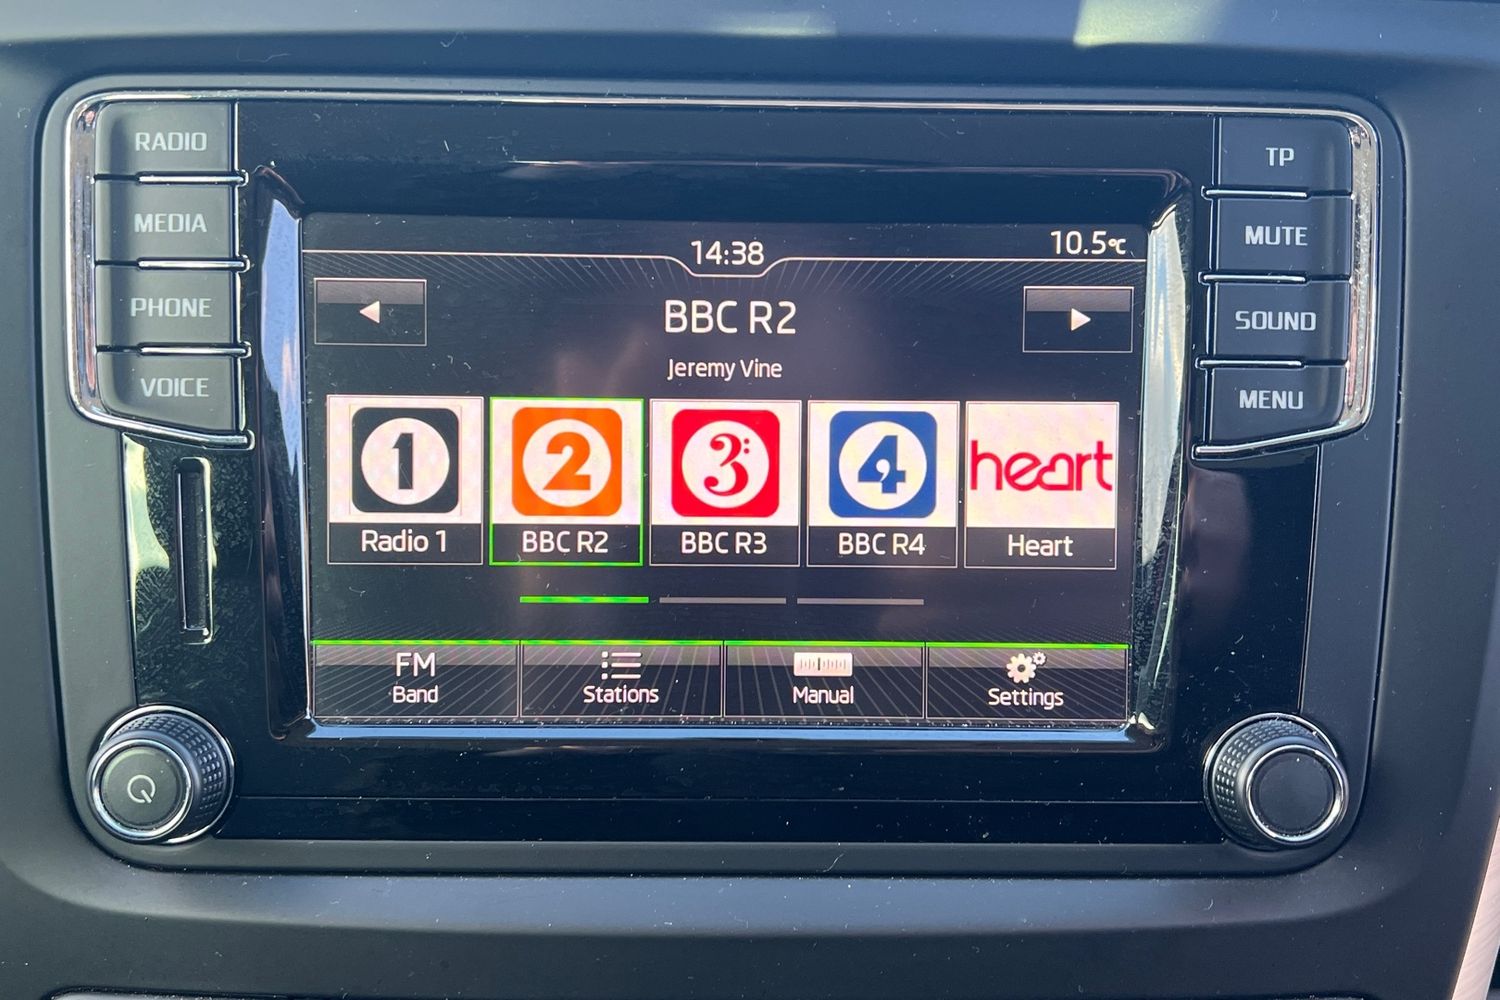 RADIO
MEDIA
PHONE
VOICE
TP
MUTE
SOUND
MENU
14:38
10.5°C
BBC R2
Jeremy Vine
1
2
3
4
heart
Radio 1
BBC R2
BBC R3
BBC R4
Heart
FM
Band
Stations
Manual
Settings